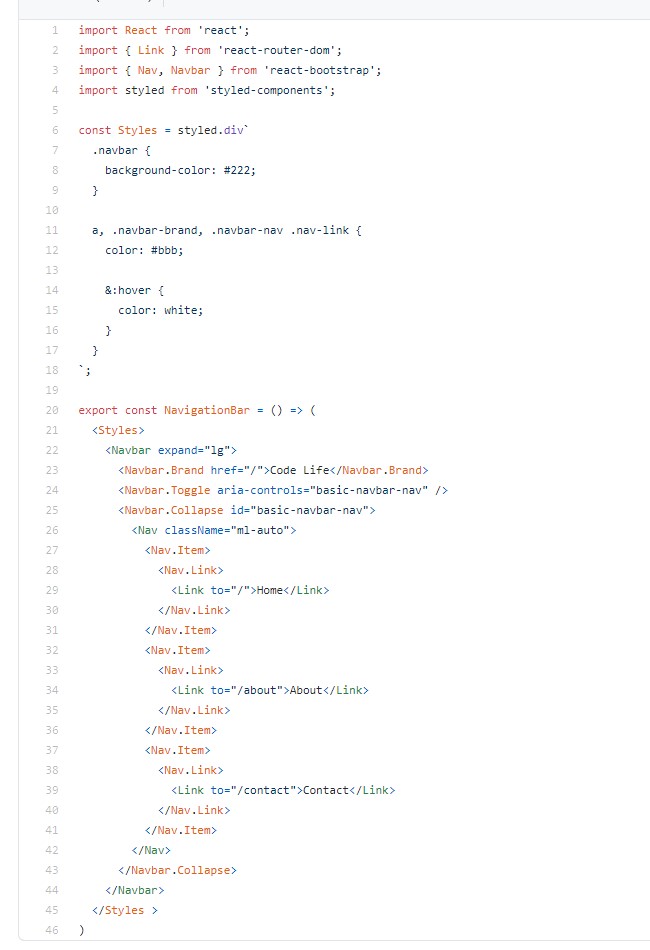 1 import React from 'react';
2 import { Link } from 'react-router-dom';
3 import { Nav, Navbar } from 'react-bootstrap';
4 import styled from 'styled-components';
5
6 const Styles = styled.div`
7   .navbar {
8     background-color: #222;
9   }
10
11   a, .navbar-brand, .navbar-nav .nav-link {
12     color: #bbb;
13
14     &:hover {
15       color: white;
16     }
17   }
18 `;
19
20 export const NavigationBar = () => (
21   <Styles>
22     <Navbar expand="lg">
23       <Navbar.Brand href="/">Code Life</Navbar.Brand>
24       <Navbar.Toggle aria-controls="basic-navbar-nav" />
25       <Navbar.Collapse id="basic-navbar-nav">
26         <Nav className="ml-auto">
27           <Nav.Item>
28             <Nav.Link>
29               <Link to="/">Home</Link>
30             </Nav.Link>
31           </Nav.Item>
32           <Nav.Item>
33             <Nav.Link>
34               <Link to="/about">About</Link>
35             </Nav.Link>
36           </Nav.Item>
37           <Nav.Item>
38             <Nav.Link>
39               <Link to="/contact">Contact</Link>
40             </Nav.Link>
41           </Nav.Item>
42         </Nav>
43       </Navbar.Collapse>
44     </Navbar>
45   </Styles >
46 )